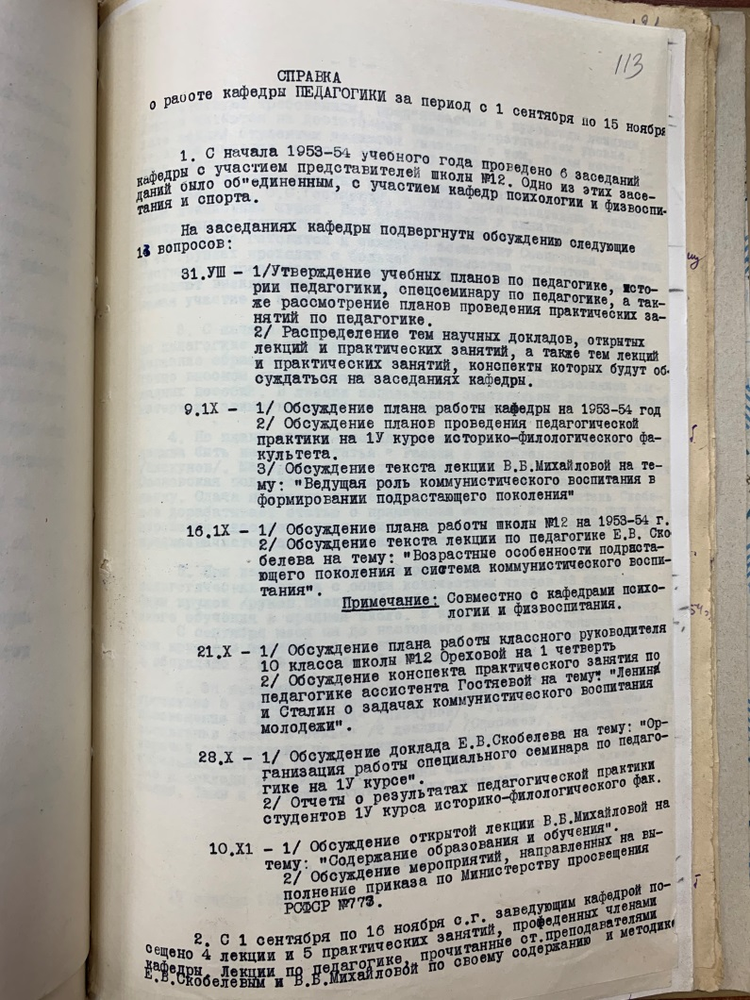 113
СПРАВКА
о работе кафедры ПЕДАГОГИКИ за период с 1 сентября по 15 ноября
1. С начала 1953-54 учебного года проведено 6 заседаний
кафедры с участием представителей школы №12. Одно из этих засе-
даний было об"единенным, с участием кафедр психологии и физвоспи-
тания и спорта.
На заседаниях кафедры подвергнуты обсуждению следующие
13 вопросов:
31.УШ - 1/Утверждение учебных планов по педагогике, исто-
рии педагогики, спецсеминару по педагогике, а так-
же рассмотрение планов проведения практических за-
нятий по педагогике.
2/ Распределение тем научных докладов, открытых
лекций и практических занятий, а также тем лекций
и практических занятий, конспекты которых будут об-
суждаться на заседаниях кафедры.
9.1Х - 1/ Обсуждение плана работы кафедры на 1953-54 год
2/ Обсуждение планов проведения педагогической
практики на 1У курсе историко-филологического фа-
культета.
3/ Обсуждение текста лекции В.Б.Михайловой на те-
му: "Ведущая роль коммунистического воспитания в
формировании подрастающего поколения"
16.1Х - 1/ Обсуждение плана работы школы №12 на 1953-54 г.
2/ Обсуждение текста лекции по педагогике Е.В. Ско
белева на тему: "Возрастные особенности подраста-
ющего поколения и система коммунистического воспи-
тания".
Примечание: Совместно с кафедрами психо-
логии и физвоспитания.
21.Х - 1/ Обсуждение плана работы классного руководителя
10 класса школы №12 Ореховой на 1 четверть
2/ Обсуждение конспекта практического занятия по
педагогике ассистента Гостяевой на тему: "Ленин
и Сталин о задачах коммунистического воспитания
молодежи".
28.Х - 1/ Обсуждение доклада Е.В.Скобелева на тему: "Ор-
ганизация работы специального семинара по педаго-
гике на 1У курсе".
2/ Отчеты о результатах педагогической практики
студентов 1У курса историко-филологического фак.
10.Х1 - 1/ Обсуждение открытой лекции В.Б.Михайловой на
тему: "Содержание образования и обучения".
2/ Обсуждение мероприятий, направленных на вы-
полнение приказа по Министерству просвещения
РСФСР №773.
2. С 1 сентября по 16 ноября с.г. заведующим кафедрой по-
сещено 4 лекции и 5 практических занятий, проведенных членами
кафедры. Лекции по педагогике, прочитанные ст.преподавателями
Е.В.Скобелевым и В.Б.Михайловой по своему содержанию и методике